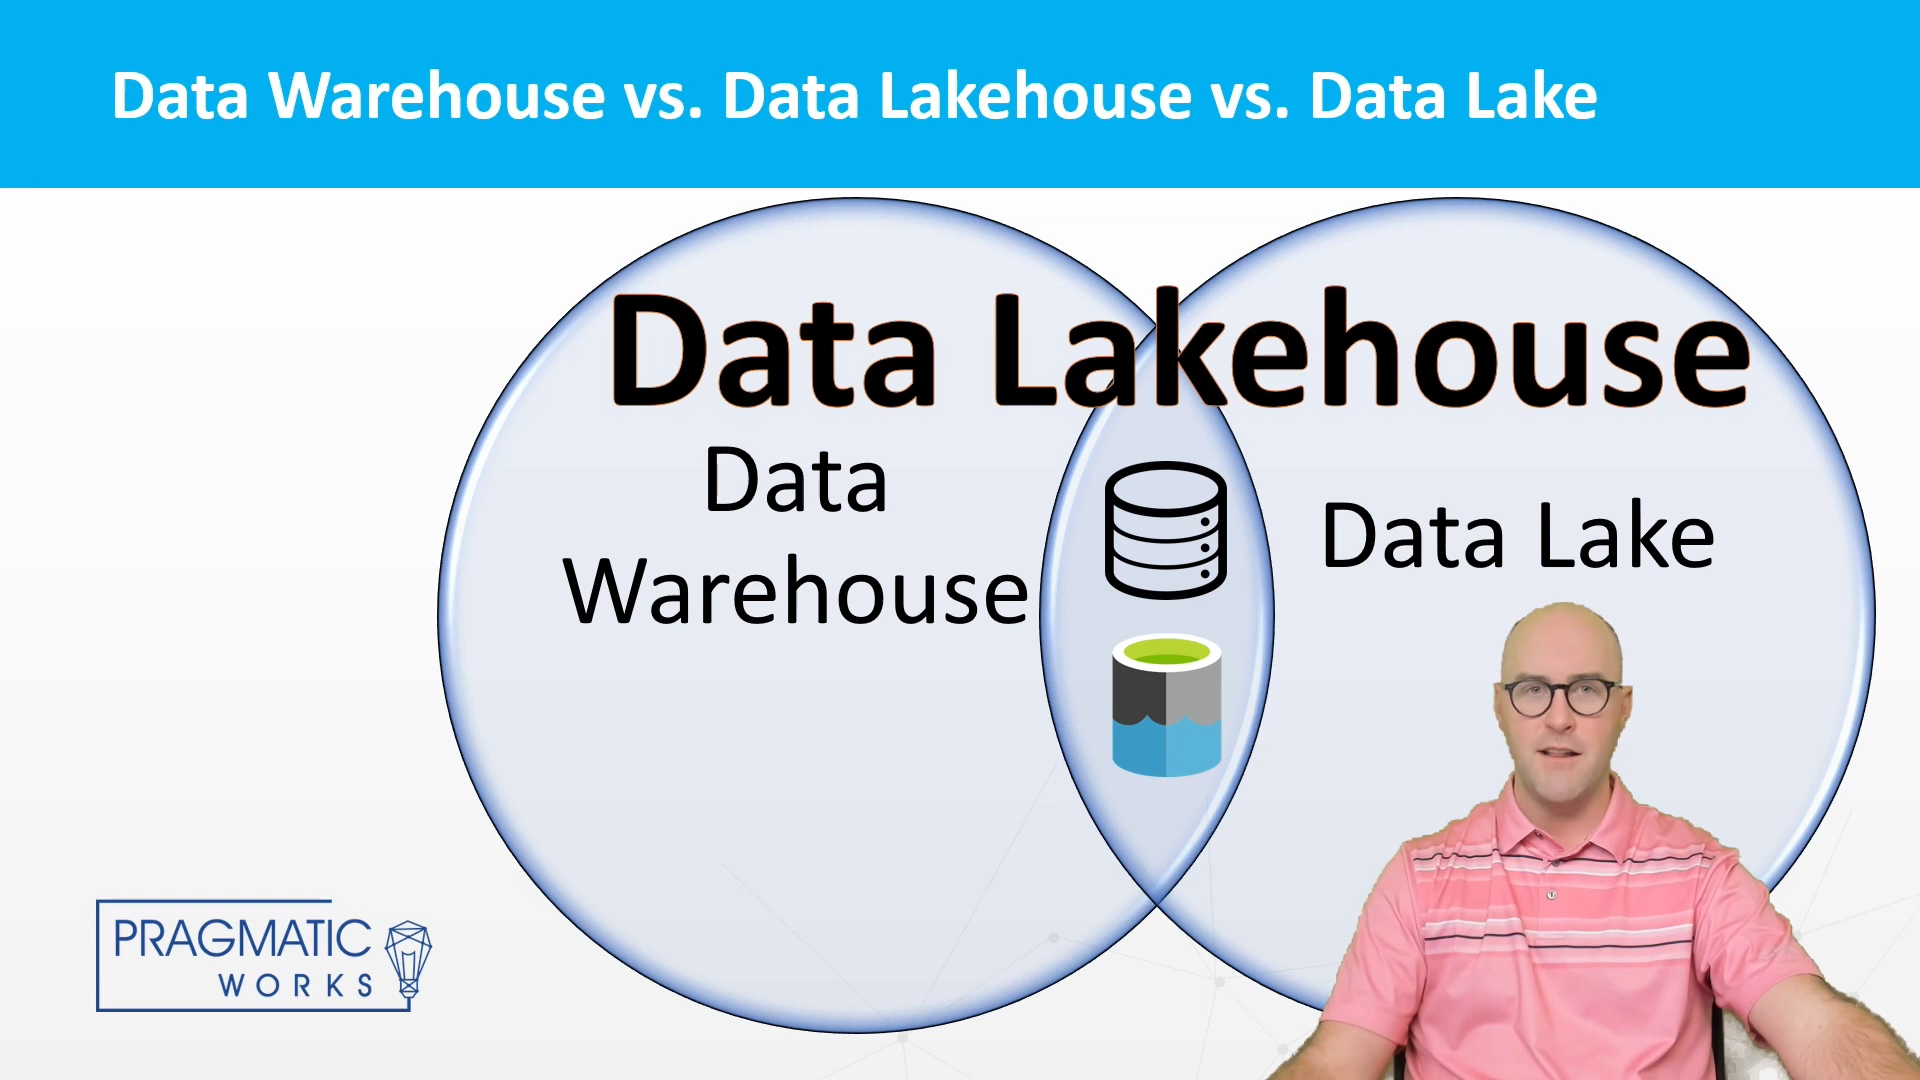 Data Warehouse vs. Data Lakehouse vs. Data Lake
Data Lakehouse
Data
Warehouse
Data Lake
PRAGMATIC
WORKS